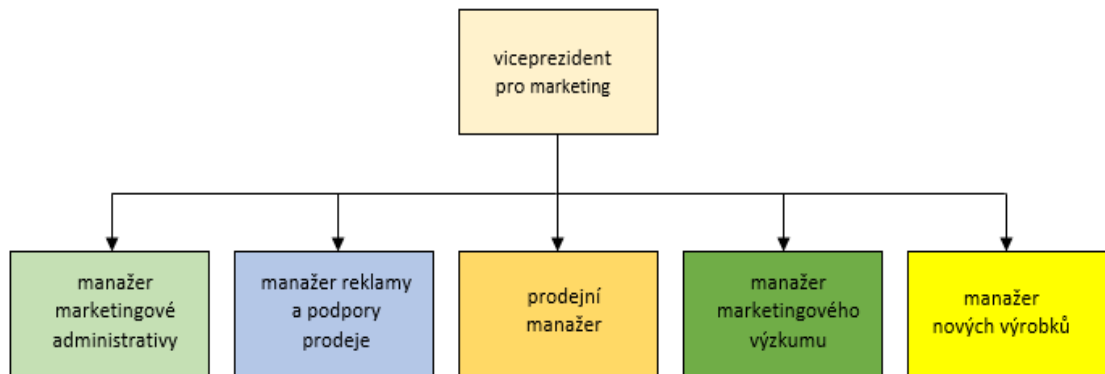 viceprezident
pro marketing
manažer
marketingové
administrativy
manažer reklamy
a podpory
prodeje
prodejní
manažer
manažer
marketingového
výzkumu
manažer
nových výrobků